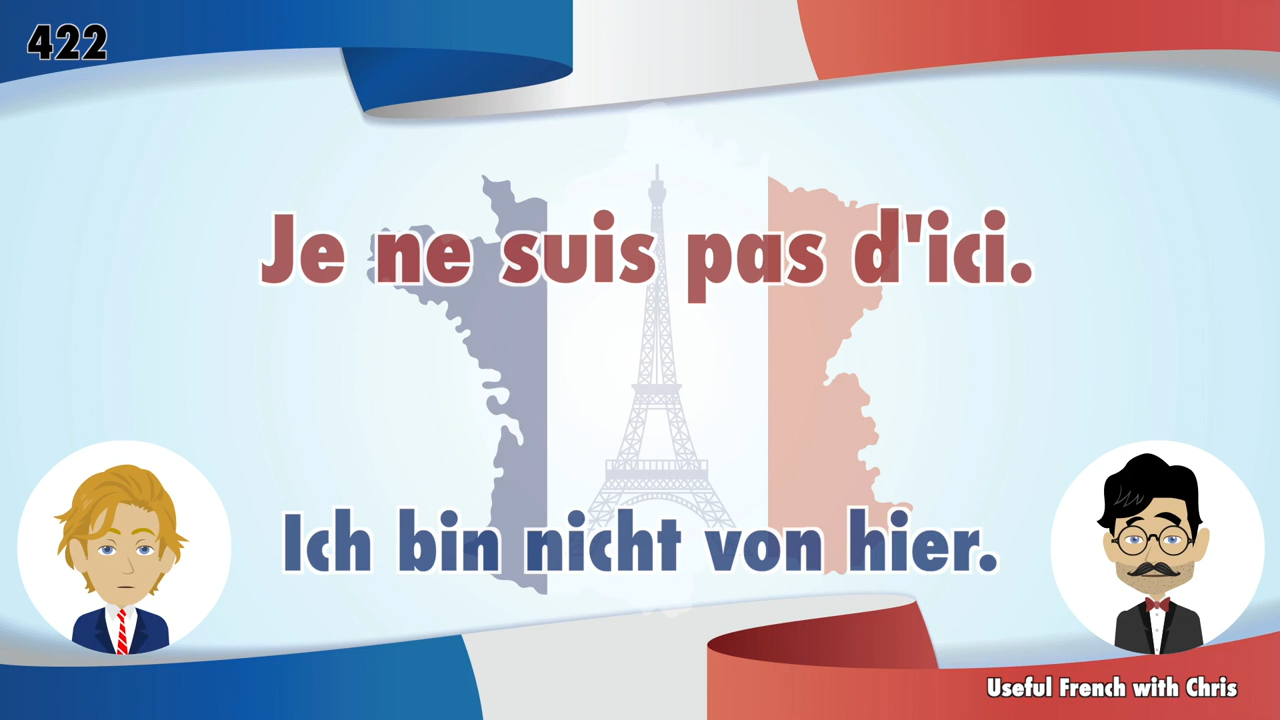 422
Je ne suis pas d'ici.
Ich bin nicht von hier.
Useful French with Chris